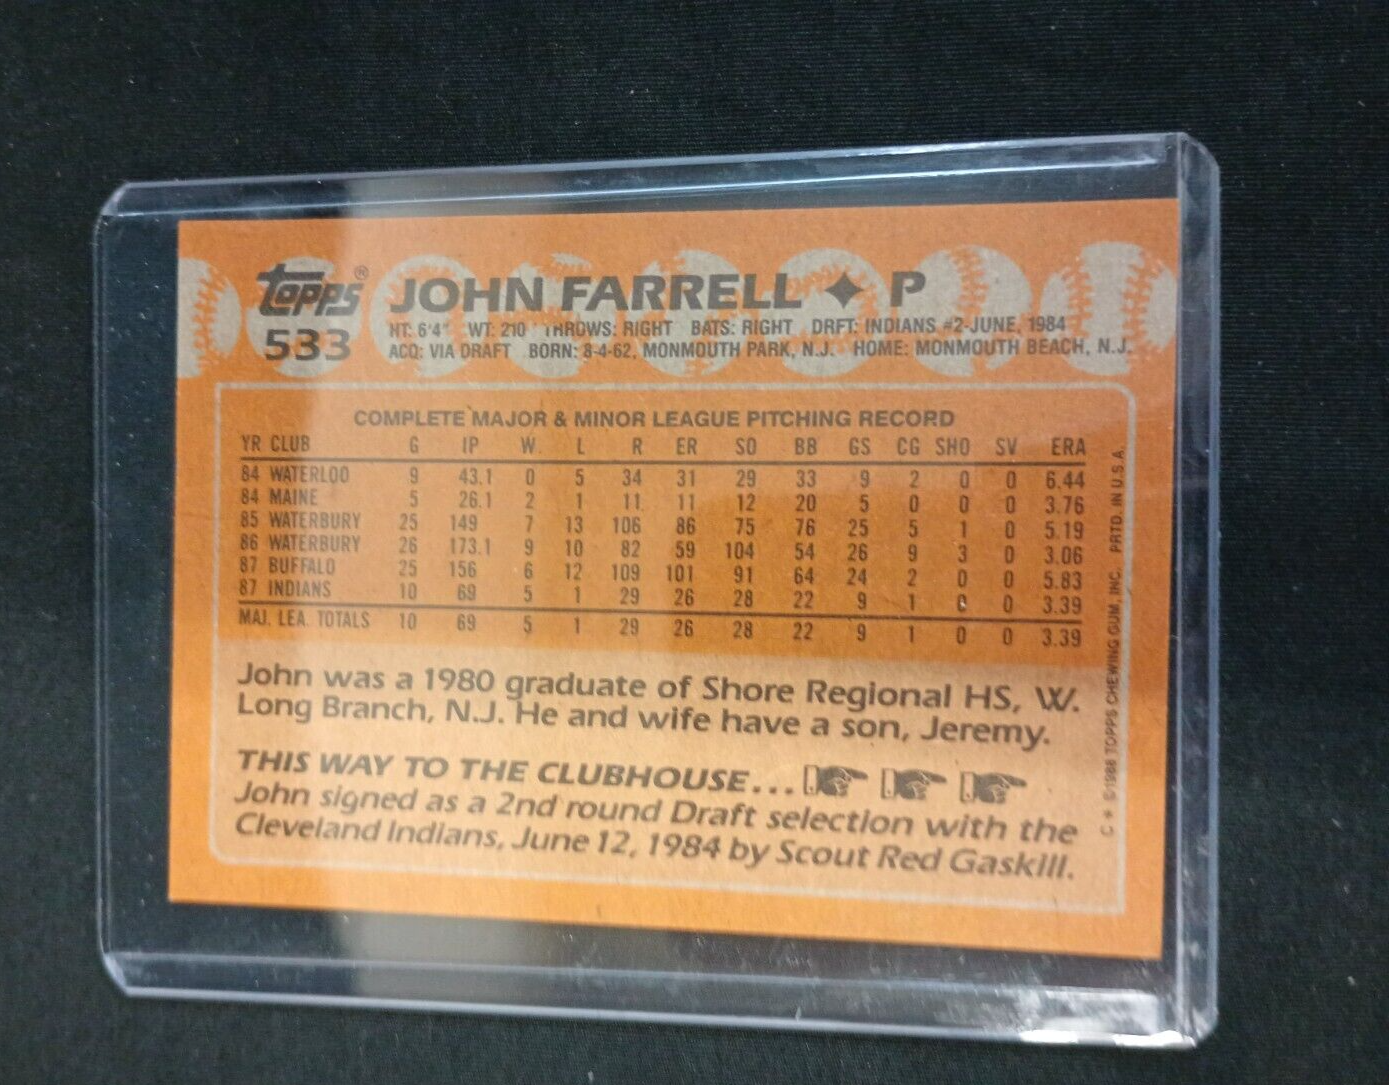 topps® JOHN FARRELL ✦ P
533 HT: 6'4" WT: 210 THROWS: RIGHT BATS: RIGHT DRFT: INDIANS #2-JUNE, 1984
ACQ: VIA DRAFT BORN: 8-4-62, MONMOUTH PARK, N.J. HOME: MONMOUTH BEACH, N.J.
COMPLETE MAJOR & MINOR LEAGUE PITCHING RECORD
YR CLUB G IP W L R ER SO BB GS CG SHO SV ERA
84 WATERLOO 9 43.1 0 5 34 31 29 33 9 2 0 0 6.44
84 MAINE 5 26.1 2 1 11 11 12 20 5 0 0 0 3.76
85 WATERBURY 25 149 7 13 106 86 75 76 25 5 1 0 5.19
86 WATERBURY 26 173.1 9 10 82 59 104 54 26 9 3 0 3.06
87 BUFFALO 25 156 6 12 109 101 91 64 24 2 0 0 5.83
87 INDIANS 10 69 5 1 29 26 28 22 9 1 0 0 3.39
MAJ. LEA. TOTALS 10 69 5 1 29 26 28 22 9 1 0 0 3.39
John was a 1980 graduate of Shore Regional HS, W.
Long Branch, N.J. He and wife have a son, Jeremy.
THIS WAY TO THE CLUBHOUSE...
John signed as a 2nd round Draft selection with the
Cleveland Indians, June 12, 1984 by Scout Red Gaskill.
C * ©1988 TOPPS CHEWING GUM, INC. PRTD. IN U.S.A.